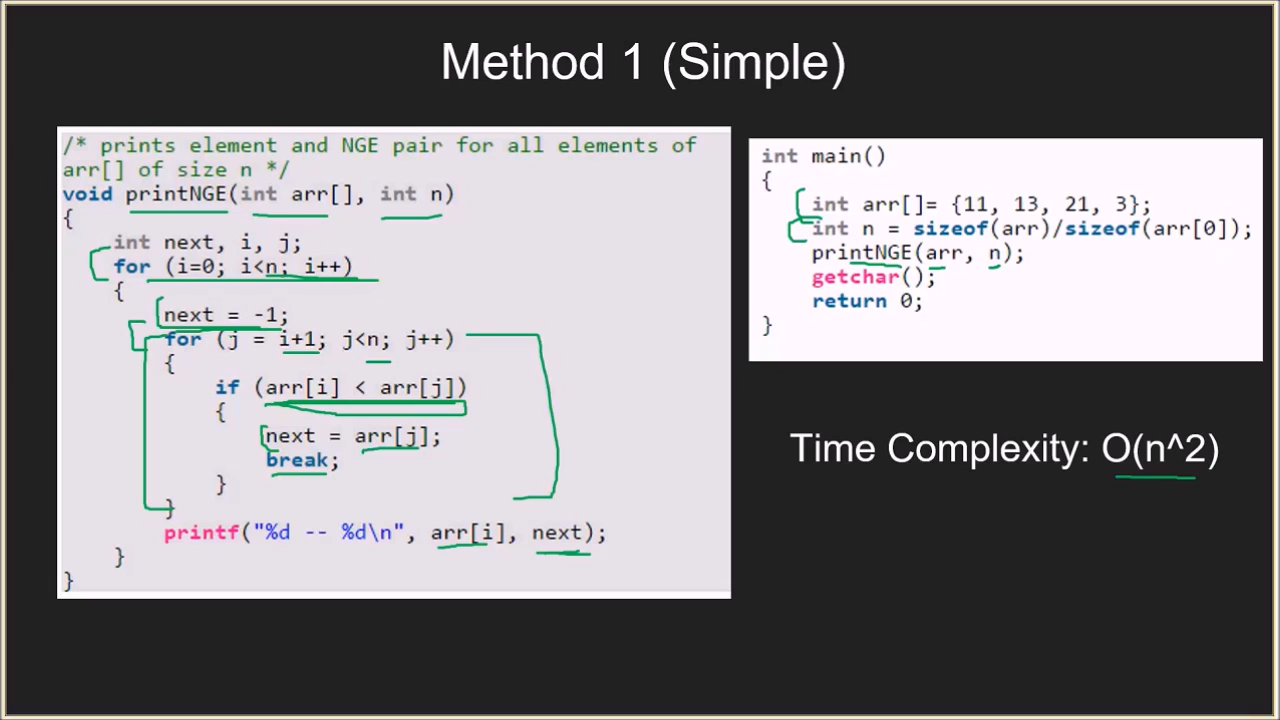 Method 1 (Simple)
/* prints element and NGE pair for all elements of
arr[] of size n */
void printNGE(int arr[], int n)
{
int next, i, j;
for (i=0; i<n; i++)
{
next = -1;
for (j = i+1; j<n; j++)
{
if (arr[i] < arr[j])
{
next = arr[j];
break;
}
}
printf("%d -- %d\n", arr[i], next);
}
}
int main()
{
int arr[]= {11, 13, 21, 3};
int n = sizeof(arr)/sizeof(arr[0]);
printNGE(arr, n);
getchar();
return 0;
}
Time Complexity: O(n^2)